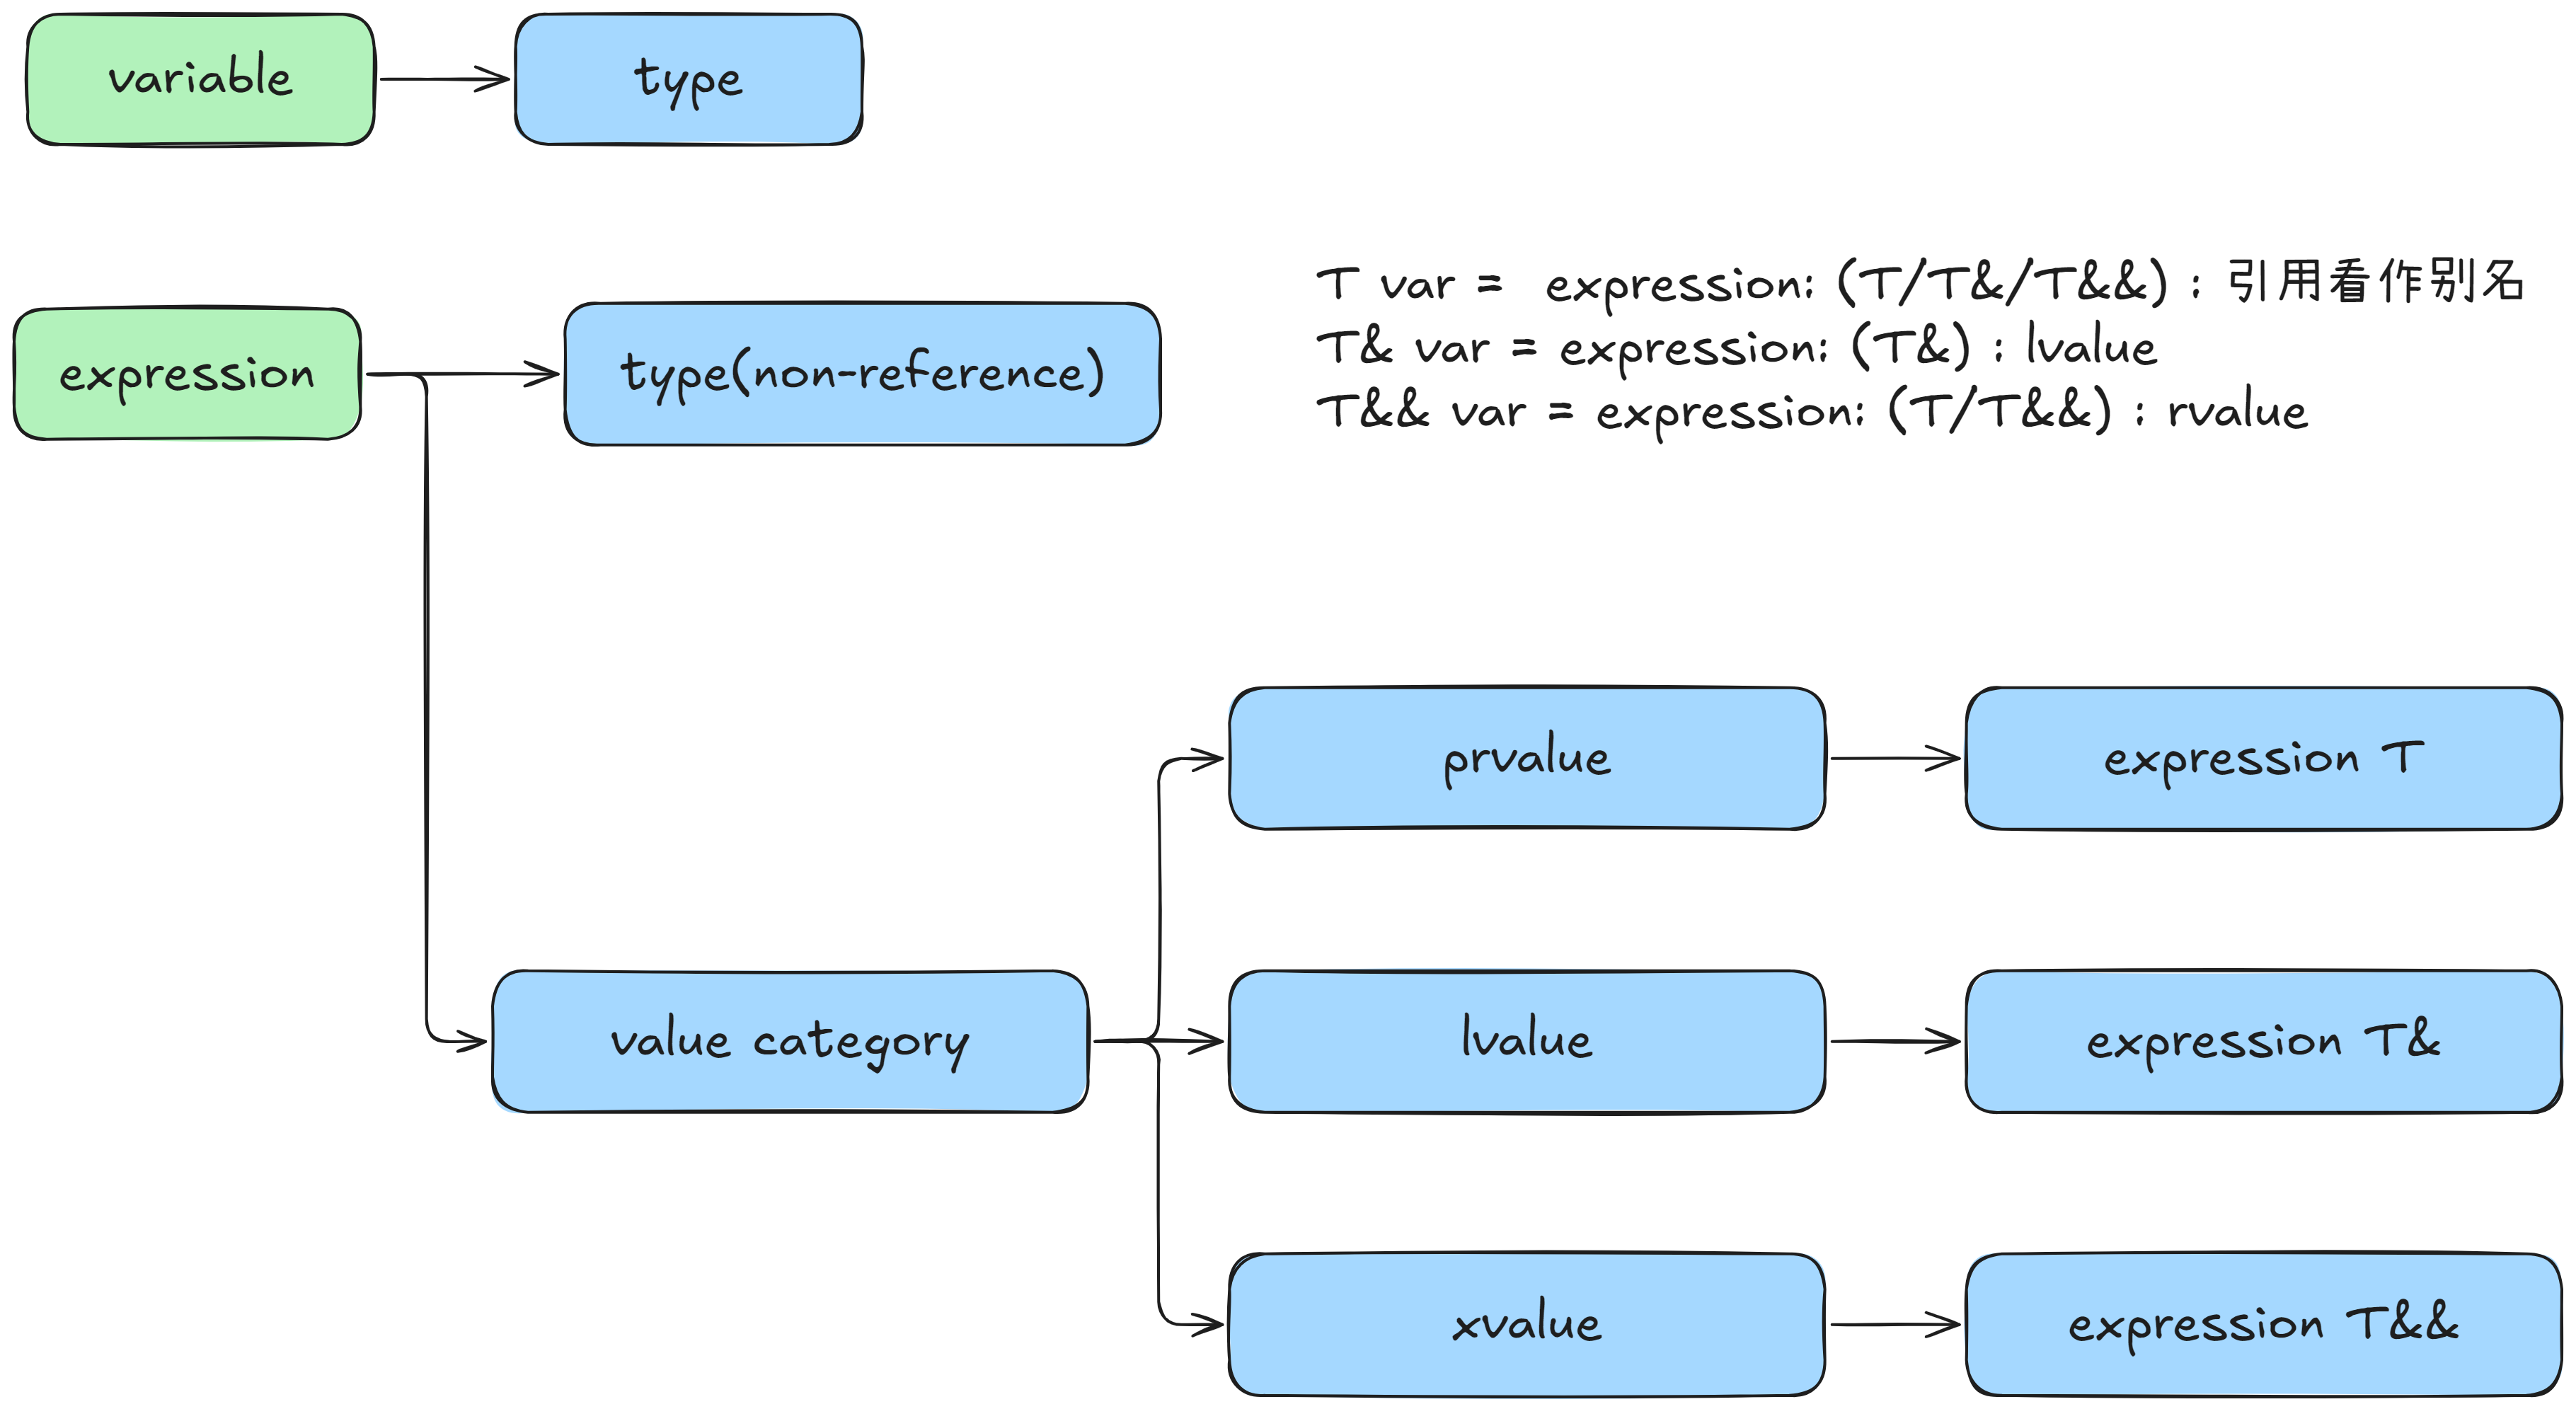 variable
type
T var = expression: (T/T&/T&&) : 引用看作别名
T& var = expression: (T&) : lvalue
T&& var = expression: (T/T&&) : rvalue
expression
type(non-reference)
prvalue
expression T
value category
lvalue
expression T&
xvalue
expression T&&